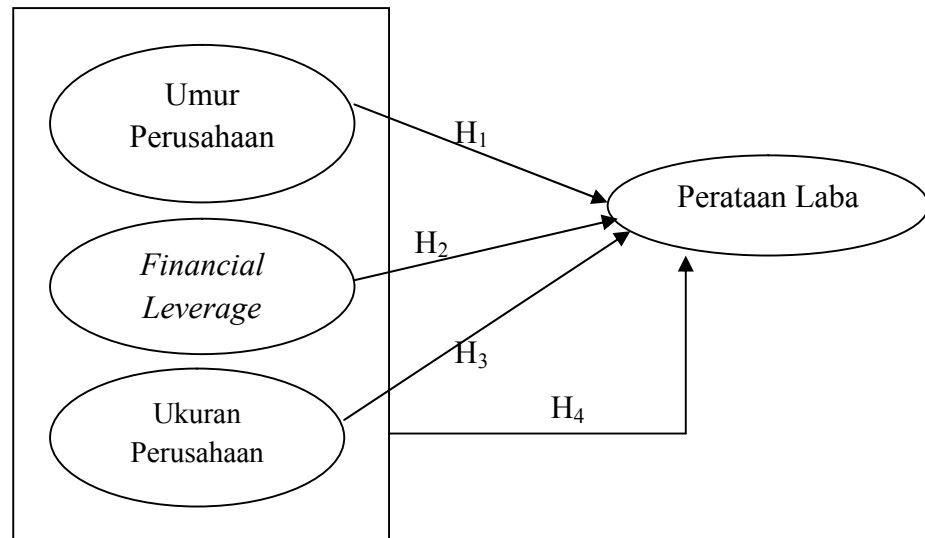 Umur
Perusahaan
H₁
Perataan Laba
Financial
Leverage
H₂
H₃
Ukuran
Perusahaan
H₄